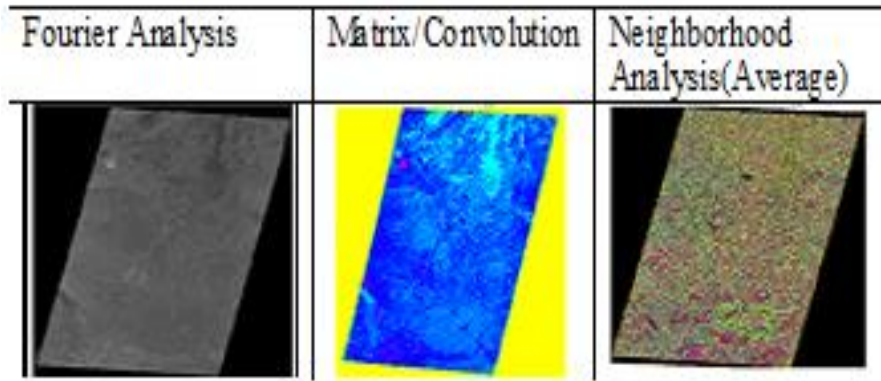 Fourier Analysis
Matrix/Convolution
Neighborhood
Analysis(Average)